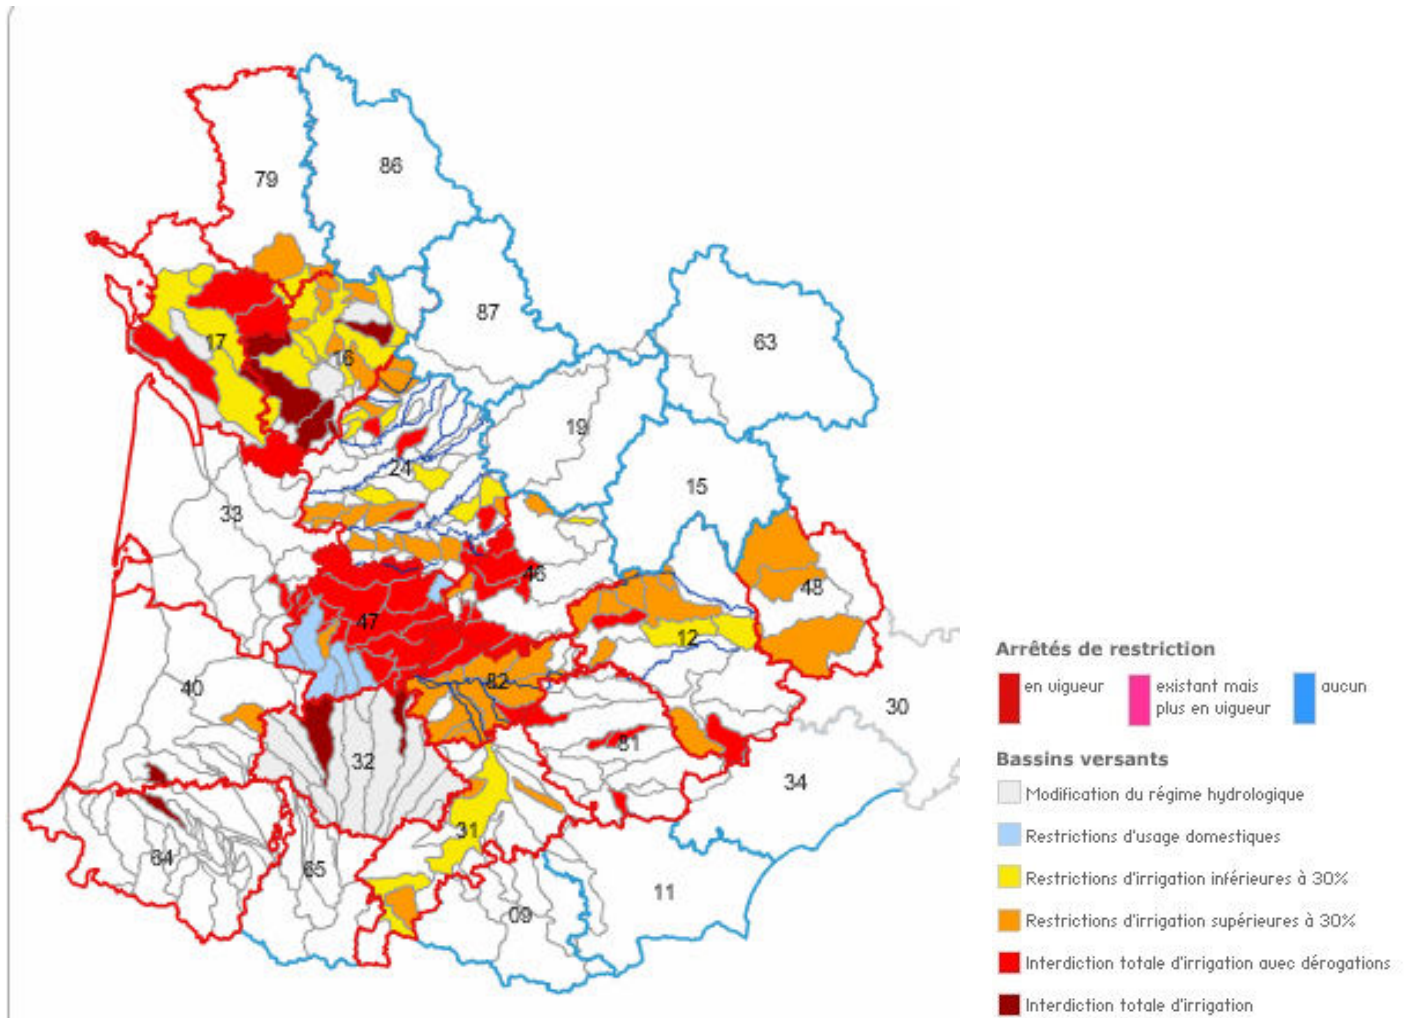 79
86
87
63
17
16
19
24
15
33
46
48
47
12
40
82
30
32
81
34
31
64
65
11
09
Arrêtés de restriction
en vigueur
existant mais
plus en vigueur
aucun
Bassins versants
Modification du régime hydrologique
Restrictions d'usage domestiques
Restrictions d'irrigation inférieures à 30%
Restrictions d'irrigation supérieures à 30%
Interdiction totale d'irrigation avec dérogations
Interdiction totale d'irrigation